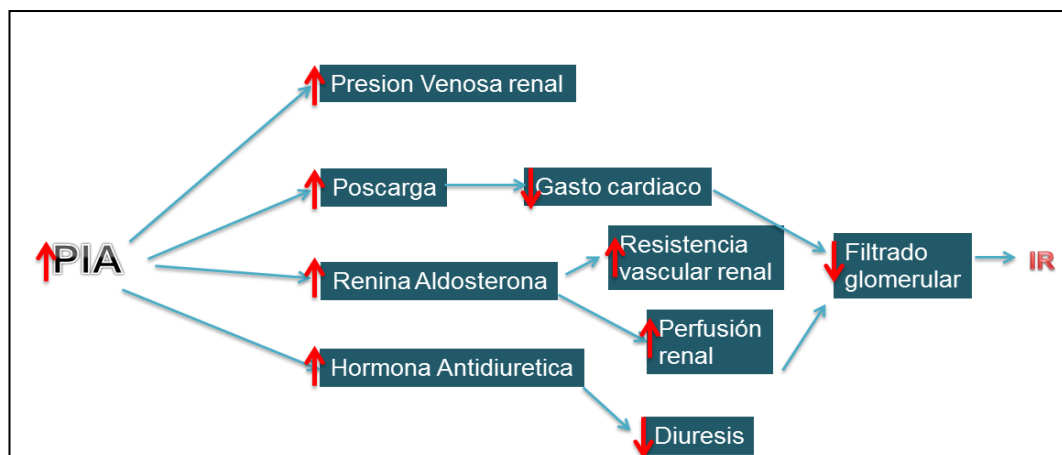 Presion Venosa renal
Poscarga
Gasto cardiaco
PIA
Renina Aldosterona
Resistencia
vascular renal
Filtrado
glomerular
IR
Perfusión
renal
Hormona Antidiuretica
Diuresis